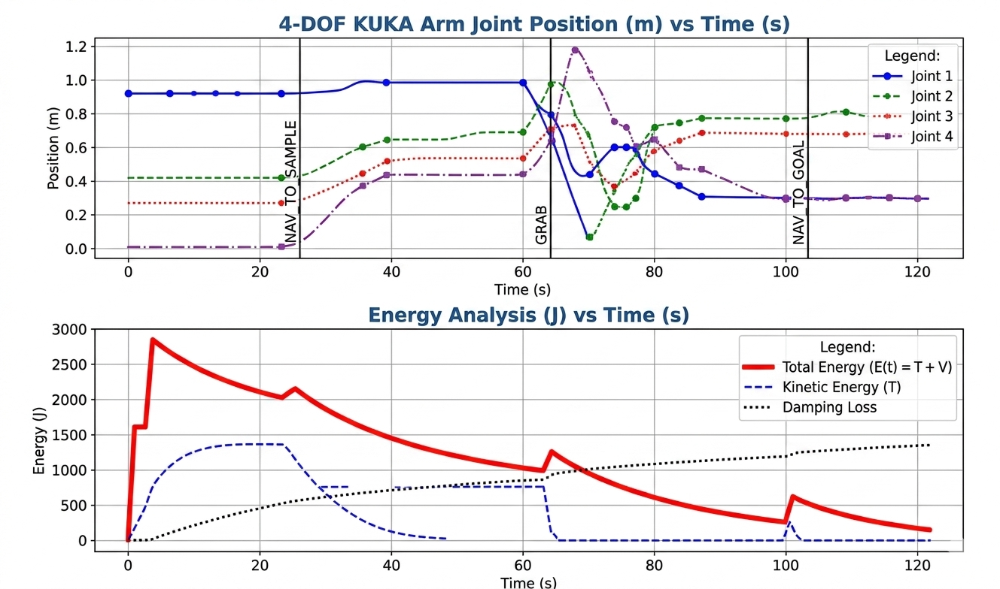 4-DOF KUKA Arm Joint Position (m) vs Time (s)
Position (m)
1.2
1.0
0.8
0.6
0.4
0.2
0.0
NAV_TO_SAMPLE
GRAB
NAV_TO_GOAL
Legend:
Joint 1
Joint 2
Joint 3
Joint 4
0 20 40 60 80 100 120
Time (s)
Energy Analysis (J) vs Time (s)
Energy (J)
3000
2500
2000
1500
1000
500
0
Legend:
Total Energy (E(t) = T + V)
Kinetic Energy (T)
Damping Loss
0 20 40 60 80 100 120
Time (s)